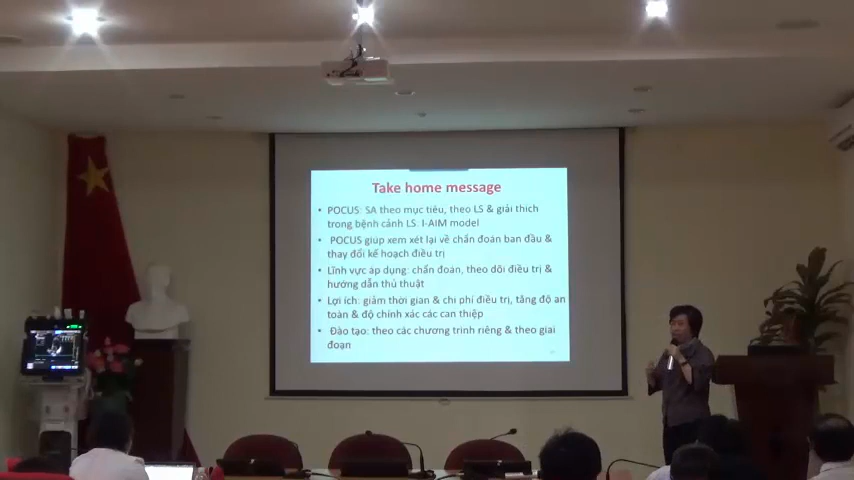 Take home message
• POCUS: SA theo mục tiêu, theo LS & giải thích
trong bệnh cảnh LS. I-AIM model
• POCUS giúp xem xét lại về chẩn đoán ban đầu &
thay đổi kế hoạch điều trị
• Lĩnh vực áp dụng: chẩn đoán, theo dõi điều trị &
hướng dẫn thủ thuật
• Lợi ích: giảm thời gian & chi phí điều trị, tăng độ an
toàn & độ chính xác các can thiệp
• Đào tạo: theo các chương trình riêng & theo giai
đoạn